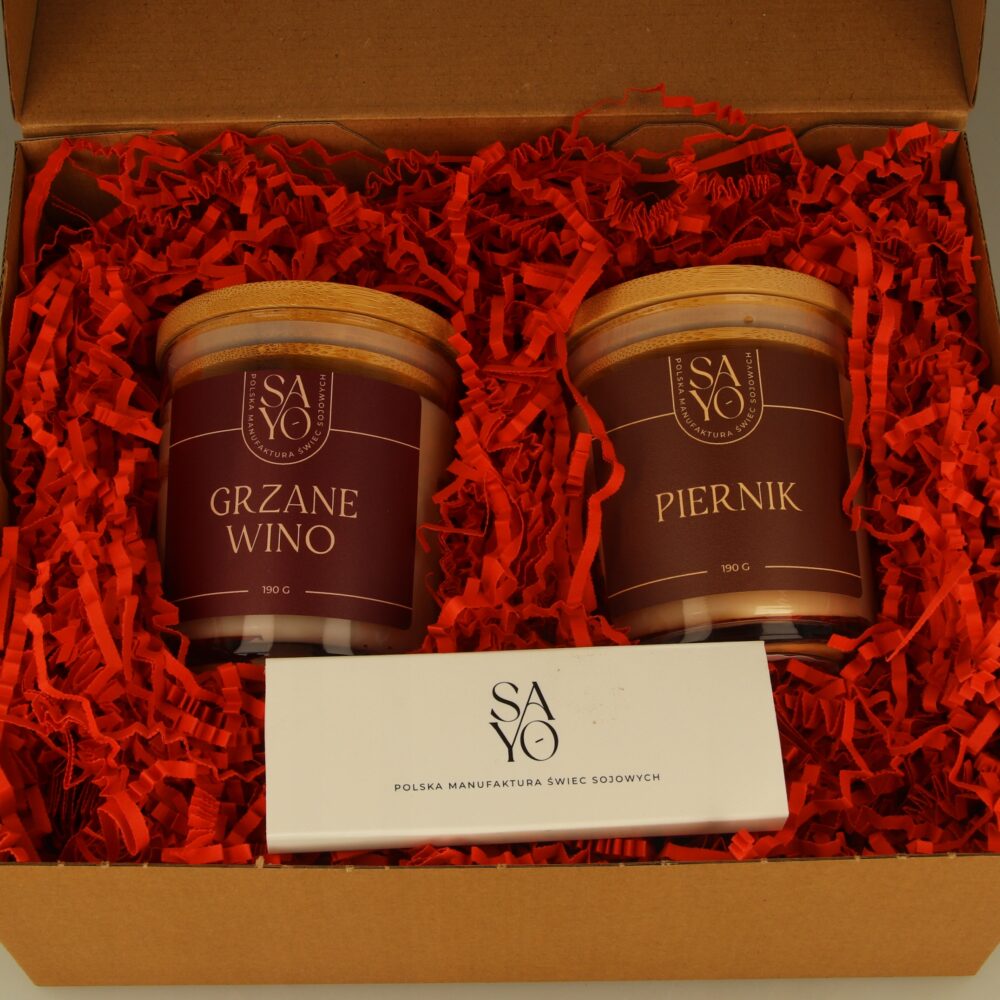 SA
YO
POLSKA MANUFAKTURA ŚWIEC SOJOWYCH
GRZANE
WINO
190 G
SA
YO
POLSKA MANUFAKTURA ŚWIEC SOJOWYCH
PIERNIK
190 G
SA
YO
POLSKA MANUFAKTURA ŚWIEC SOJOWYCH